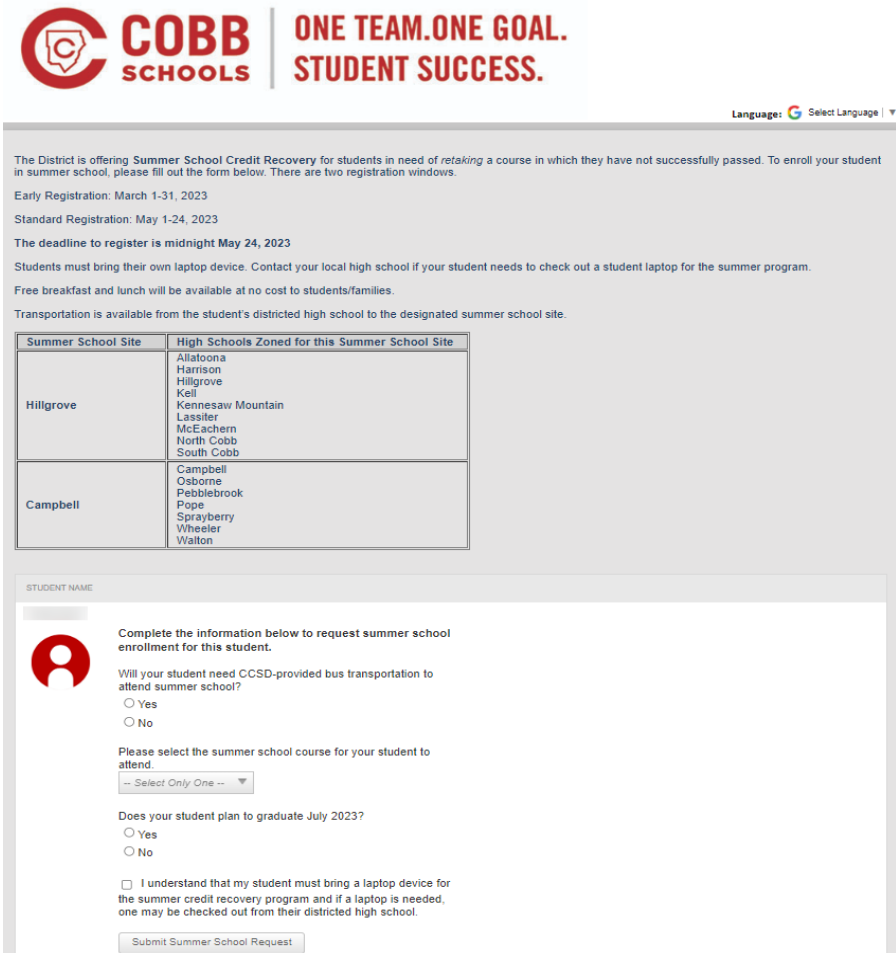 COBB
SCHOOLS
ONE TEAM.ONE GOAL.
STUDENT SUCCESS.
Language: Select Language
The District is offering Summer School Credit Recovery for students in need of retaking a course in which they have not successfully passed. To enroll your student
in summer school, please fill out the form below. There are two registration windows.
Early Registration: March 1-31, 2023
Standard Registration: May 1-24, 2023
The deadline to register is midnight May 24, 2023
Students must bring their own laptop device. Contact your local high school if your student needs to check out a student laptop for the summer program.
Free breakfast and lunch will be available at no cost to students/families.
Transportation is available from the student's districted high school to the designated summer school site.
Summer School Site High Schools Zoned for this Summer School Site
Hillgrove
Allatoona
Harrison
Hillgrove
Kell
Kennesaw Mountain
Lassiter
McEachern
North Cobb
South Cobb
Campbell
Campbell
Osborne
Pebblebrook
Pope
Sprayberry
Wheeler
Walton
STUDENT NAME
Complete the information below to request summer school
enrollment for this student.
Will your student need CCSD-provided bus transportation to
attend summer school?
Yes
No
Please select the summer school course for your student to
attend.
-- Select Only One --
Does your student plan to graduate July 2023?
Yes
No
I understand that my student must bring a laptop device for
the summer credit recovery program and if a laptop is needed,
one may be checked out from their districted high school.
Submit Summer School Request